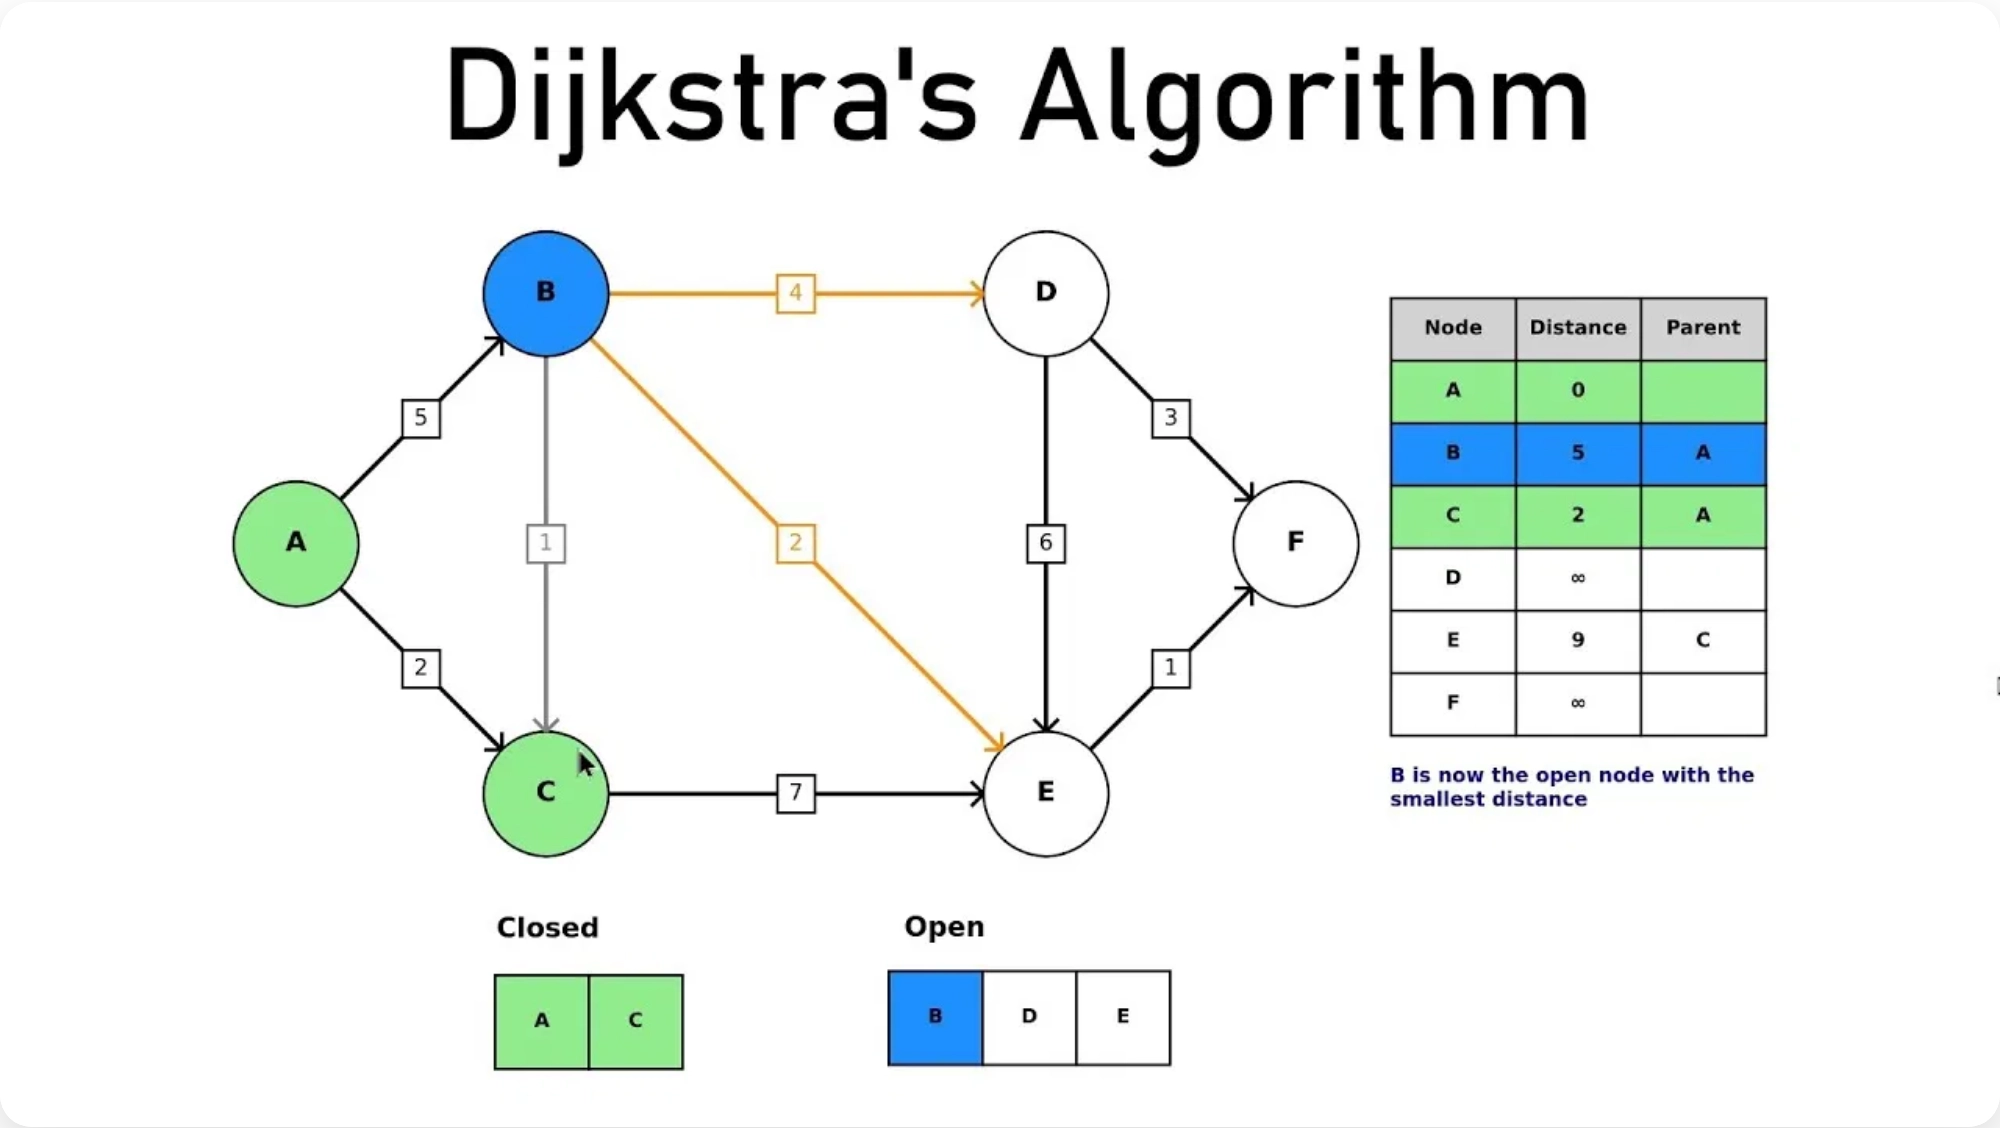 Dijkstra's Algorithm
B
4
D
5
3
A
1
2
6
F
2
1
C
7
E
Node Distance Parent
A 0
B 5 A
C 2 A
D ∞
E 9 C
F ∞
B is now the open node with the
smallest distance
Closed
A C
Open
B D E